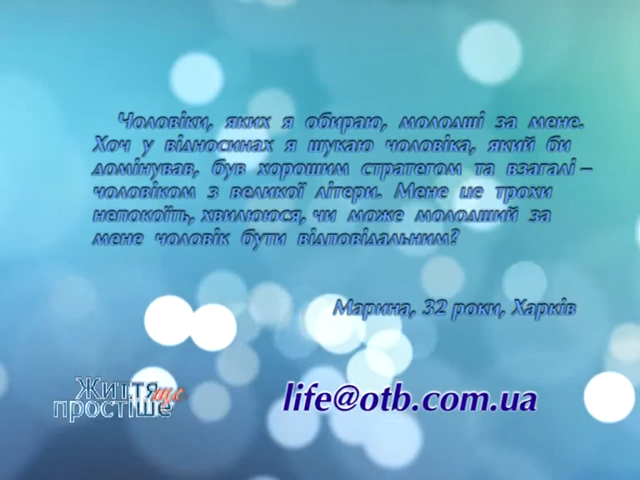 Чоловіки, яких я обираю, молодші за мене.
Хоч у відносинах я шукаю чоловіка, який би
домінував, був хорошим стратегом та взагалі –
чоловіком з великої літери. Мене це трохи
непокоїть, хвилююся, чи може молодший за
мене чоловік бути відповідальним?
Марина, 32 роки, Харків
Життя ще
простіше
life@otb.com.ua